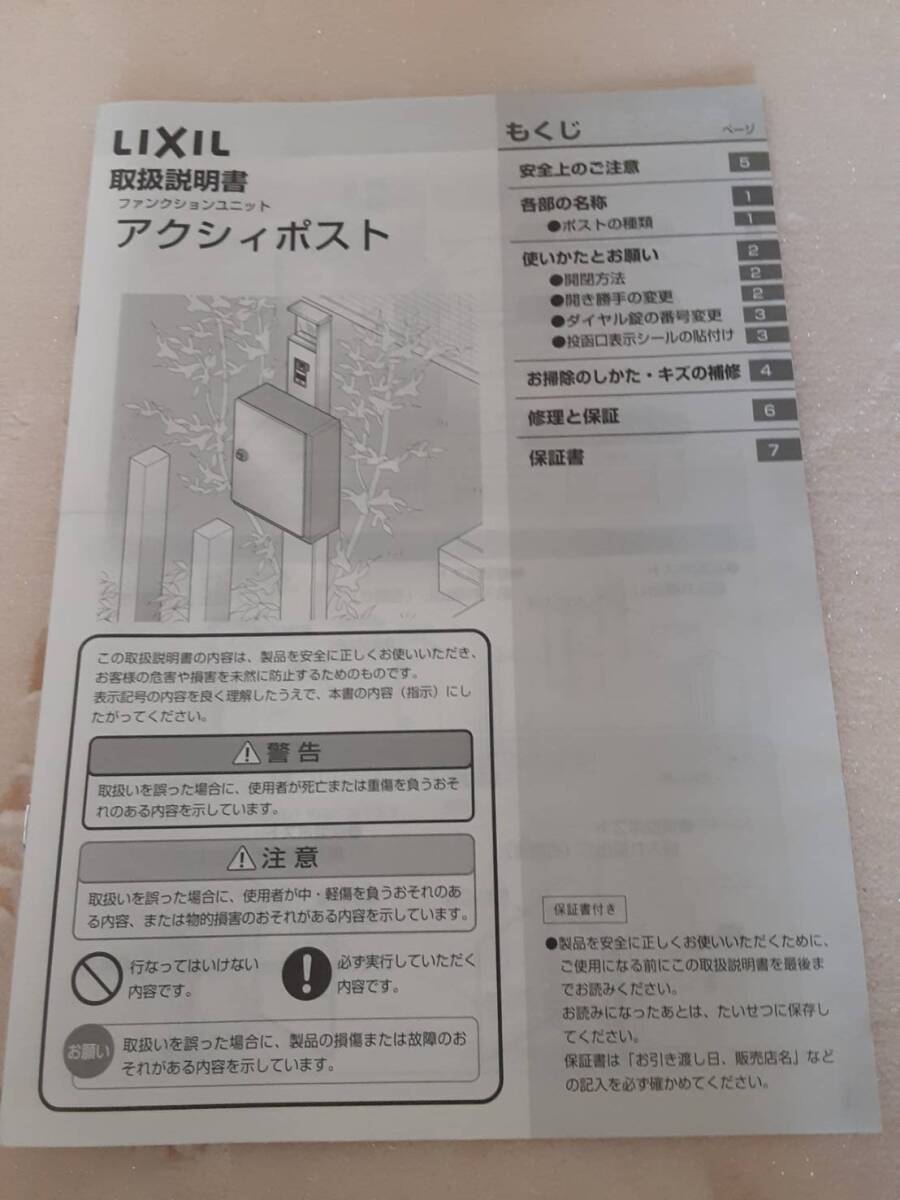 LIXIL
取扱説明書
ファンクションユニット
アクシィポスト
この取扱説明書の内容は、製品を安全に正しくお使いいただき、
お客様の危害や損害を未然に防止するためのものです。
表示記号の内容を良く理解したうえで、本書の内容（指示）にし
たがってください。
⚠警告
取扱いを誤った場合に、使用者が死亡または重傷を負うおそ
れのある内容を示しています。
⚠注意
取扱いを誤った場合に、使用者が中・軽傷を負うおそれのあ
る内容、または物的損害のおそれがある内容を示しています。
行なってはいけない
内容です。
必ず実行していただく
内容です。
お願い
取扱いを誤った場合に、製品の損傷または故障のお
それがある内容を示しています。
もくじ ページ
安全上のご注意 5
各部の名称 1
●ポストの種類 1
使いかたとお願い 2
●開閉方法 2
●開き勝手の変更 2
●ダイヤル錠の番号変更 3
●投函口表示シールの貼付け 3
お掃除のしかた・キズの補修 4
修理と保証 6
保証書 7
保証書付き
●製品を安全に正しくお使いいただくために、
ご使用になる前にこの取扱説明書を最後ま
でお読みください。
お読みになったあとは、たいせつに保存し
てください。
保証書は「お引き渡し日、販売店名」など
の記入を必ず確かめてください。